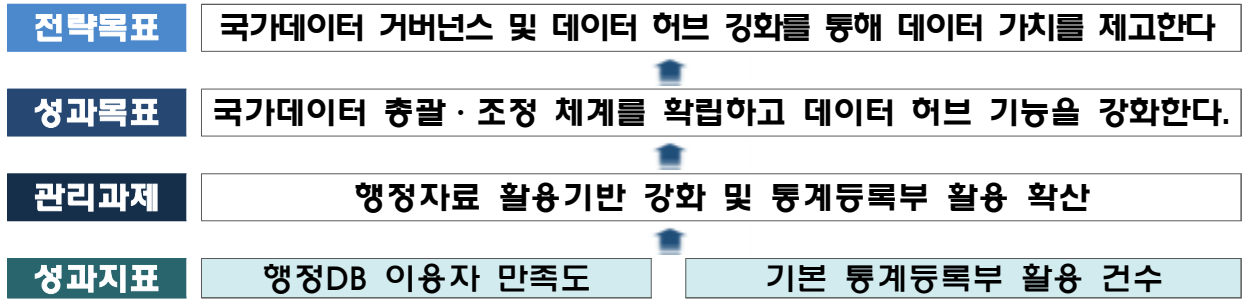 전략목표 국가데이터 거버넌스 및 데이터 허브 강화를 통해 데이터 가치를 제고한다
성과목표 국가데이터 총괄·조정 체계를 확립하고 데이터 허브 기능을 강화한다.
관리과제 행정자료 활용기반 강화 및 통계등록부 활용 확산
성과지표 행정DB 이용자 만족도 기본 통계등록부 활용 건수